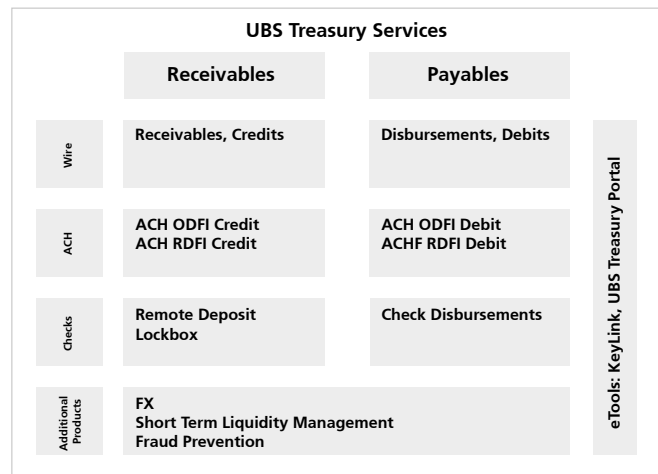 UBS Treasury Services
Receivables
Payables
Wire
Receivables, Credits
Disbursements, Debits
ACH
ACH ODFI Credit
ACH RDFI Credit
ACH ODFI Debit
ACHF RDFI Debit
Checks
Remote Deposit
Lockbox
Check Disbursements
Additional
Products
FX
Short Term Liquidity Management
Fraud Prevention
eTools: KeyLink, UBS Treasury Portal